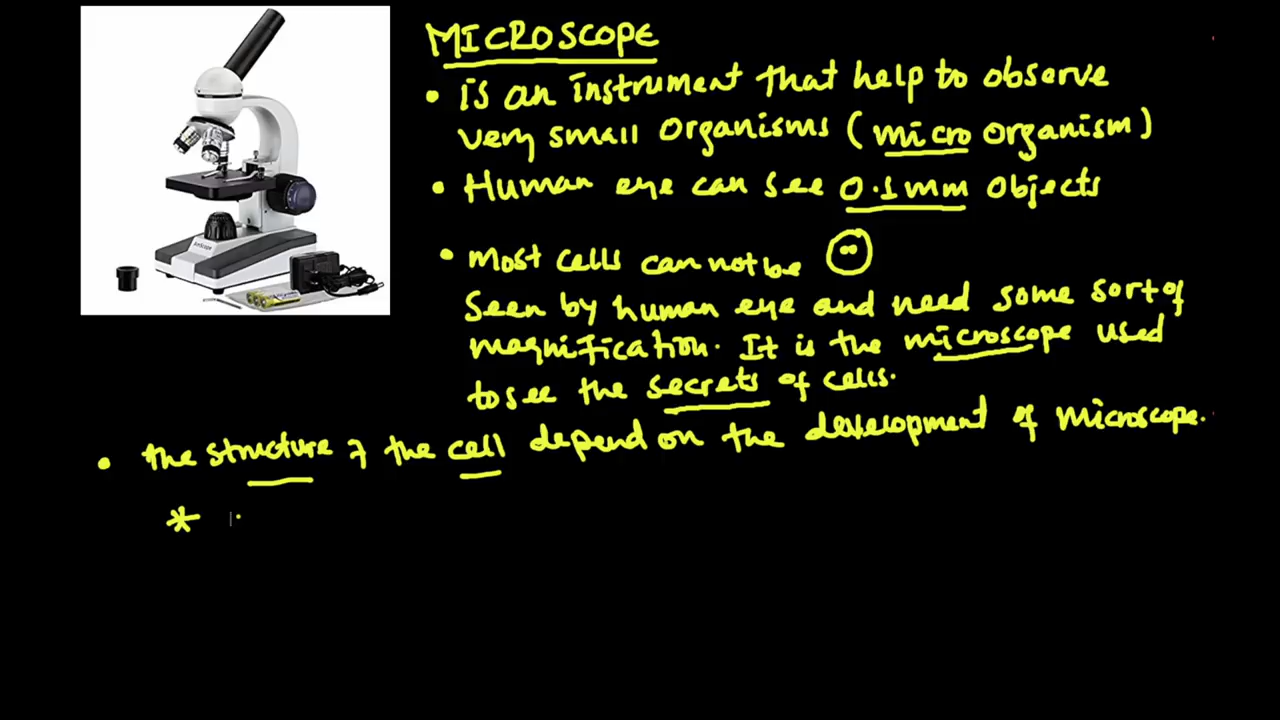 MICROSCOPE
• is an instrument that help to observe
very small organisms (micro organism)
• Human eye can see 0.1mm objects
• most cells can not be
seen by human eye and need some sort of
magnification. It is the microscope used
to see the secrets of cells.
• the structure of the cell depend on the development of microscope.
*